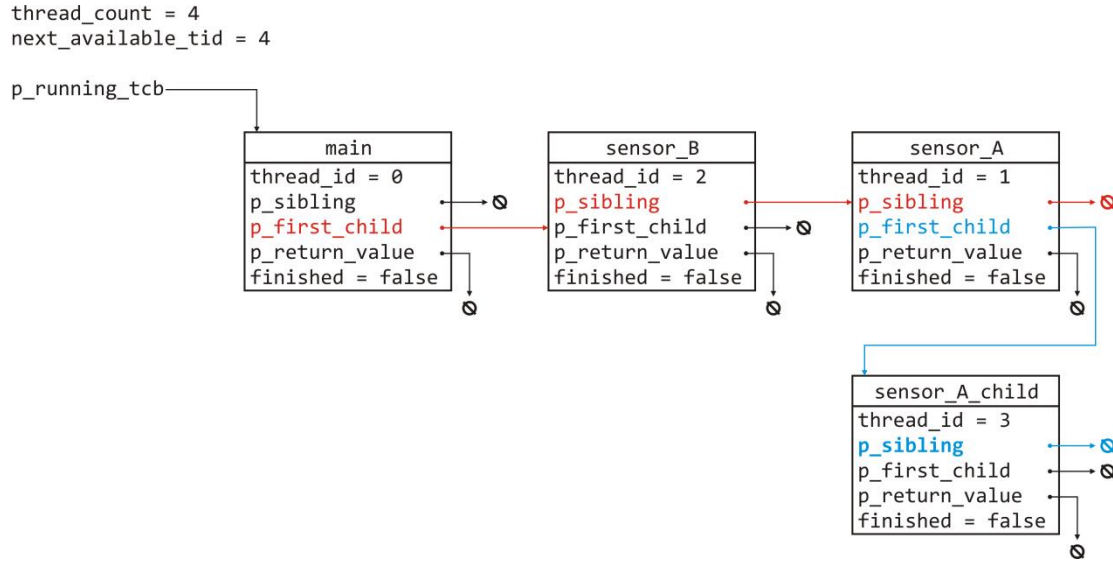 thread_count = 4
next_available_tid = 4
p_running_tcb
main
thread_id = 0
p_sibling
p_first_child
p_return_value
finished = false
sensor_B
thread_id = 2
p_sibling
p_first_child
p_return_value
finished = false
sensor_A
thread_id = 1
p_sibling
p_first_child
p_return_value
finished = false
sensor_A_child
thread_id = 3
p_sibling
p_first_child
p_return_value
finished = false